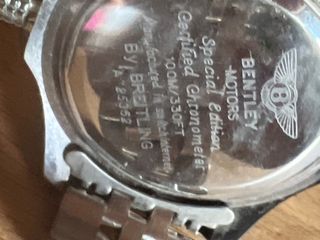 BENTLEY
MOTORS
Special Edition
Certified Chronometer
100M/330FT
BY BREITLING
B